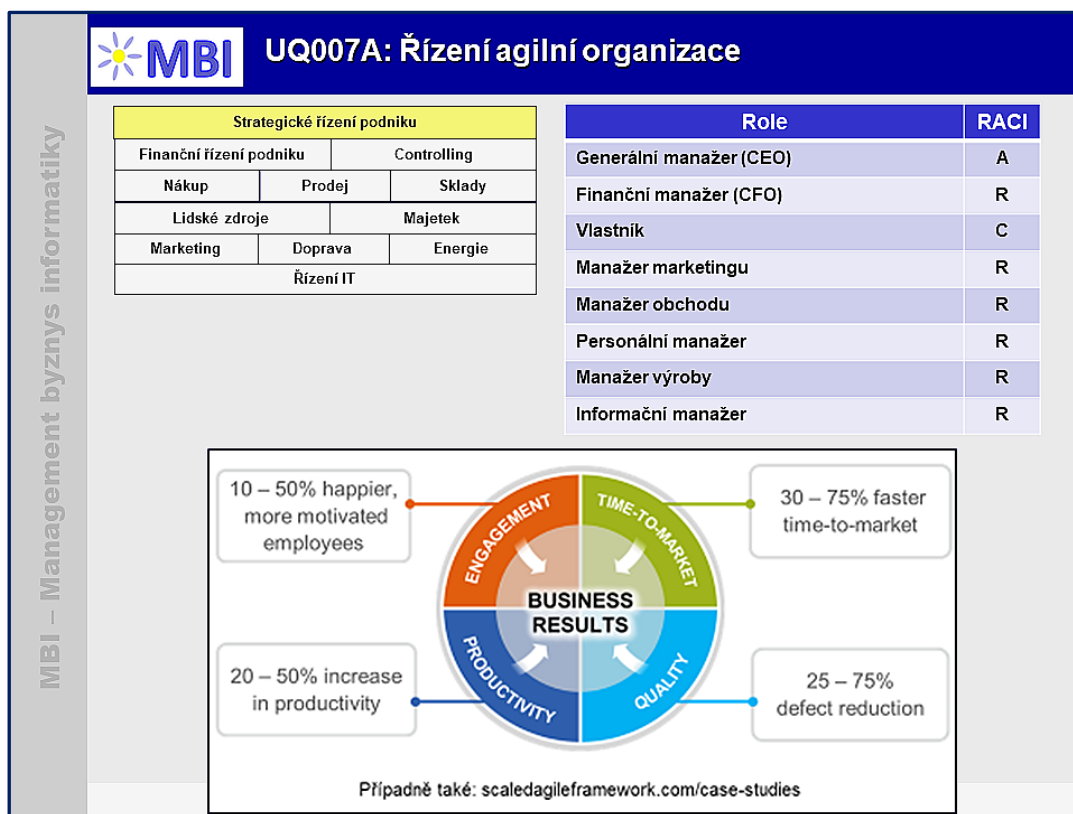 MBI
UQ007A: Řízení agilní organizace
MBI – Management byznys informatiky
Strategické řízení podniku
Finanční řízení podniku Controlling
Nákup Prodej Sklady
Lidské zdroje Majetek
Marketing Doprava Energie
Řízení IT
Role RACI
Generální manažer (CEO) A
Finanční manažer (CFO) R
Vlastník C
Manažer marketingu R
Manažer obchodu R
Personální manažer R
Manažer výroby R
Informační manažer R
10 – 50% happier,
more motivated
employees
ENGAGEMENT
TIME-TO-MARKET
30 – 75% faster
time-to-market
BUSINESS
RESULTS
20 – 50% increase
in productivity
PRODUCTIVITY
QUALITY
25 – 75%
defect reduction
Případně také: scaledagileframework.com/case-studies